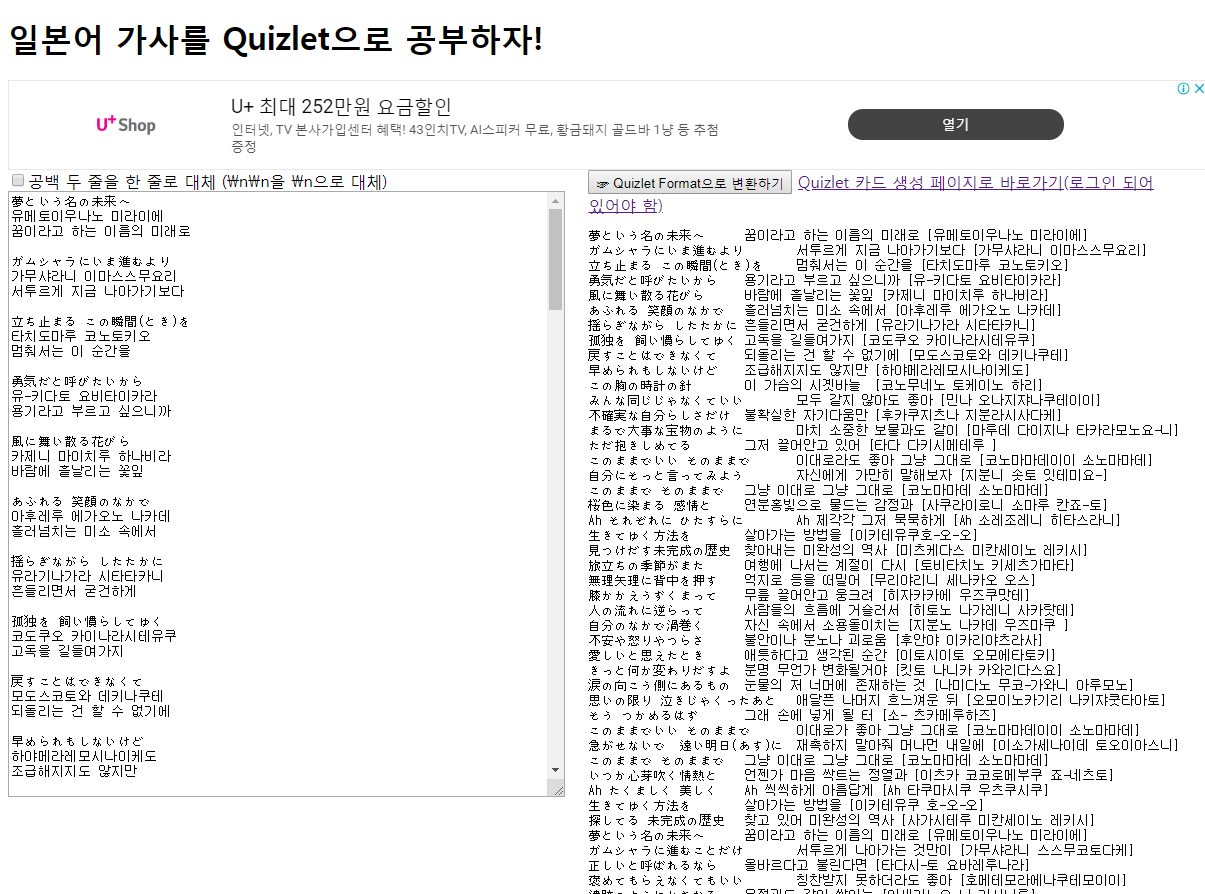 일본어 가사를 Quizlet으로 공부하자!
U+ Shop
U+ 최대 252만원 요금할인
인터넷, TV 본사가입센터 혜택! 43인치TV, AI스피커 무료, 황금돼지 골드바 1냥 등 추첨
증정
열기
공백 두 줄을 한 줄로 대체 (₩n₩n을 ₩n으로 대체)
夢という名の未来へ
유메토이우나노 미라이에
꿈이라고 하는 이름의 미래로
ガムシャラにいま進むより
가무샤라니 이마스스무요리
서투르게 지금 나아가기보다
立ち止まる この瞬間(とき)を
타치도마루 코노토키오
멈춰서는 이 순간을
勇気だと呼びたいから
유-키다토 요비타이카라
용기라고 부르고 싶으니까
風に舞い散る花びら
카제니 마이치루 하나비라
바람에 흩날리는 꽃잎
あふれる 笑顔のなかで
아후레루 에가오노 나카데
흘러넘치는 미소 속에서
揺らぎながら したたかに
유라기나가라 시타타카니
흔들리면서 굳건하게
孤独を 飼い慣らしてゆく
코도쿠오 카이나라시테유쿠
고독을 길들여가지
戻すことはできなくて
모도스코토와 데키나쿠테
되돌리는 건 할 수 없기에
早められもしないけど
하야메라레모시나이케도
조급해지지도 않지만
☞ Quizlet Format으로 변환하기 Quizlet 카드 생성 페이지로 바로가기(로그인 되어
있어야 함)
夢という名の未来へ 꿈이라고 하는 이름의 미래로 [유메토이우나노 미라이에]
ガムシャラにいま進むより 서투르게 지금 나아가기보다 [가무샤라니 이마스스무요리]
立ち止まる この瞬間(とき)を 멈춰서는 이 순간을 [타치도마루 코노토키오]
勇気だと呼びたいから 용기라고 부르고 싶으니까 [유-키다토 요비타이카라]
風に舞い散る花びら 바람에 흩날리는 꽃잎 [카제니 마이치루 하나비라]
あふれる 笑顔のなかで 흘러넘치는 미소 속에서 [아후레루 에가오노 나카데]
揺らぎながら したたかに 흔들리면서 굳건하게 [유라기나가라 시타타카니]
孤独を 飼い慣らしてゆく 고독을 길들여가지 [코도쿠오 카이나라시테유쿠]
戻すことはできなくて 되돌리는 건 할 수 없기에 [모도스코토와 데키나쿠테]
早められもしないけど 조급해지지도 않지만 [하야메라레모시나이케도]
この胸の時計の針 이 가슴의 시곗바늘 [코노무네노 토케이노 하리]
みんな同じじゃなくていい 모두 같지 않아도 좋아 [민나 오나지쟈나쿠테이이]
不確実な自分らしさだけ 불확실한 자기다움만 [후카쿠지츠나 지분라시사다케]
まるで大事な宝物のように 마치 소중한 보물과도 같이 [마루데 다이지나 타카라모노요-니]
ただ抱きしめてる 그저 끌어안고 있어 [타다 다키시메테루 ]
このままでいい そのままで 이대로라도 좋아 그냥 그대로 [코노마마데이이 소노마마데]
自分にそっと言ってみよう 자신에게 가만히 말해보자 [지분니 솟토 잇테미요-]
このままで そのままで 그냥 이대로 그냥 그대로 [코노마마데 소노마마데]
桜色に染まる 感情と 연분홍빛으로 물드는 감정과 [사쿠라이로니 소마루 칸죠-토]
Ah それぞれに ひたすらに Ah 제각각 그저 묵묵하게 [Ah 소레조레니 히타스라니]
生きてゆく方法を 살아가는 방법을 [이키테유쿠호-오-오]
見つけだす未完成の歴史 찾아내는 미완성의 역사 [미츠케다스 미칸세이노 레키시]
旅立ちの季節がまた 여행에 나서는 계절이 다시 [토비타치노 키세츠가마타]
無理矢理に背中を押す 억지로 등을 떠밀어 [무리야리니 세나카오 오스]
膝かかえうずくまって 무릎 끌어안고 웅크려 [히자카카에 우즈쿠맛테]
人の流れに逆らって 사람들의 흐름에 거슬러서 [히토노 나가레니 사카랏테]
自分のなかで渦巻く 자신 속에서 소용돌이치는 [지분노 나카데 우즈마쿠 ]
不安や怒りやつらさ 불안이나 분노나 괴로움 [후안야 이카리야츠라사]
愛しいと思えたとき 애틋하다고 생각된 순간 [이토시이토 오모에타토키]
きっと何か変わりだすよ 분명 무언가 변화될거야 [킷토 나니카 카와리다스요]
涙の向こう側にあるもの 눈물의 저 너머에 존재하는 것 [나미다노 무코-가와니 아루모노]
思いの限り 泣きじゃくったあと 애달픈 나머지 흐느껴운 뒤 [오모이노카기리 나키쟈쿳타아토]
そう つかめるはず 그래 손에 넣게 될 터 [소- 츠카메루하즈]
このままでいい そのままで 이대로가 좋아 그냥 그대로 [코노마마데이이 소노마마데]
急がせないで 遠い明日(あす)に 재촉하지 말아줘 머나먼 내일에 [이소가세나이데 토오이아스니]
このままで そのままで 그냥 이대로 그냥 그대로 [코노마마데 소노마마데]
いつか心芽吹く情熱と 언젠가 마음 싹트는 정열과 [이츠카 코코로메부쿠 죠-네츠토]
Ah たくましく 美しく Ah 씩씩하게 아름답게 [Ah 타쿠마시쿠 우츠쿠시쿠]
生きてゆく方法を 살아가는 방법을 [이키테유쿠 호-오-오]
探してる 未完成の歴史 찾고 있어 미완성의 역사 [사가시테루 미칸세이노 레키시]
夢という名の未来へ 꿈이라고 하는 이름의 미래로 [유메토이우나노 미라이에]
ガムシャラに進むことだけ 서투르게 나아가는 것만이 [가무샤라니 스스무코토다케]
正しいと呼ばれるなら 올바르다고 불린다면 [타다시-토 요바레루나라]
褒めてもらえなくてもいい 칭찬받지 못하더라도 좋아 [호메테모라에나쿠테모이이]